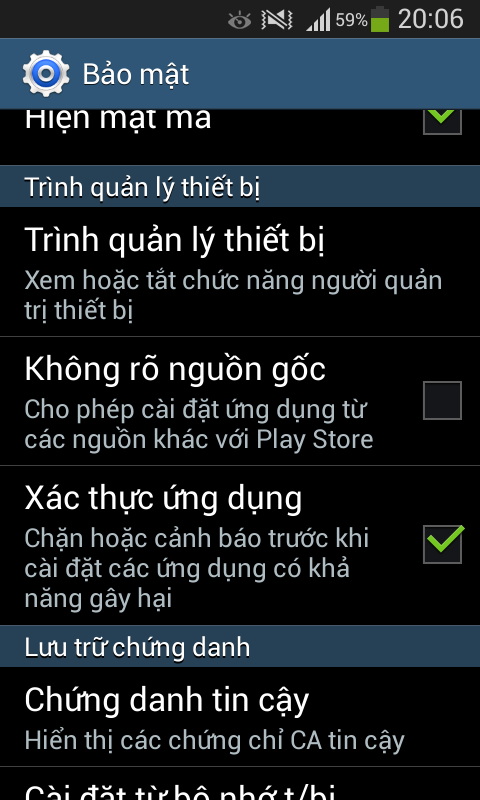 59% 20:06
Bảo mật
Hiện mật mã
Trình quản lý thiết bị
Trình quản lý thiết bị
Xem hoặc tắt chức năng người quản
trị thiết bị
Không rõ nguồn gốc
Cho phép cài đặt ứng dụng từ
các nguồn khác với Play Store
Xác thực ứng dụng
Chặn hoặc cảnh báo trước khi
cài đặt các ứng dụng có khả
năng gây hại
Lưu trữ chứng danh
Chứng danh tin cậy
Hiển thị các chứng chỉ CA tin cậy
Cài đặt từ bộ nhớ t/bị